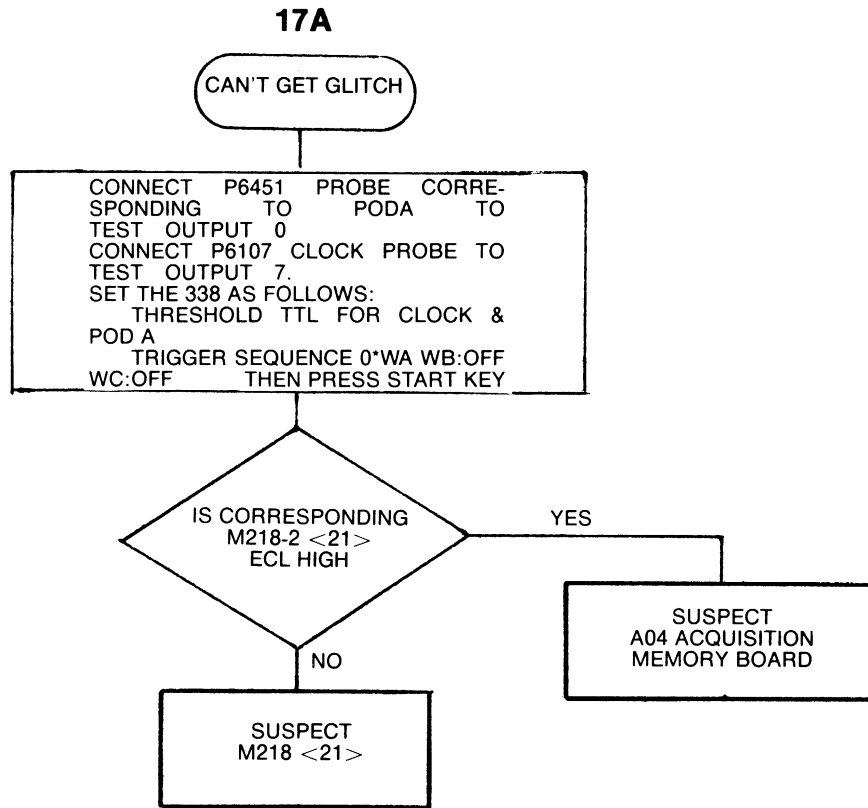 17A
CAN'T GET GLITCH
CONNECT P6451 PROBE CORRE-
SPONDING TO PODA TO
TEST OUTPUT 0
CONNECT P6107 CLOCK PROBE TO
TEST OUTPUT 7.
SET THE 338 AS FOLLOWS:
THRESHOLD TTL FOR CLOCK &
POD A
TRIGGER SEQUENCE 0*WA WB:OFF
WC:OFF THEN PRESS START KEY
IS CORRESPONDING
M218-2 <21>
ECL HIGH
YES
SUSPECT
A04 ACQUISITION
MEMORY BOARD
NO
SUSPECT
M218 <21>